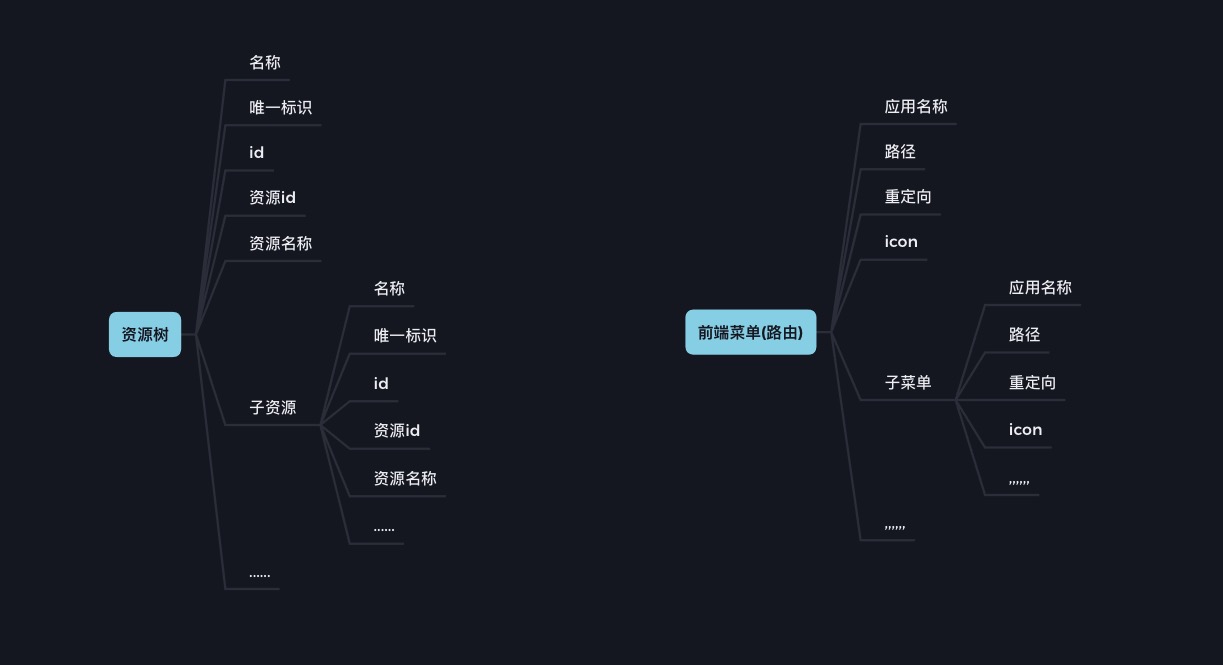 资源树
名称
唯一标识
id
资源id
资源名称
子资源
名称
唯一标识
id
资源id
资源名称
......
......
前端菜单(路由)
应用名称
路径
重定向
icon
子菜单
应用名称
路径
重定向
icon
,,,,,,
,,,,,,